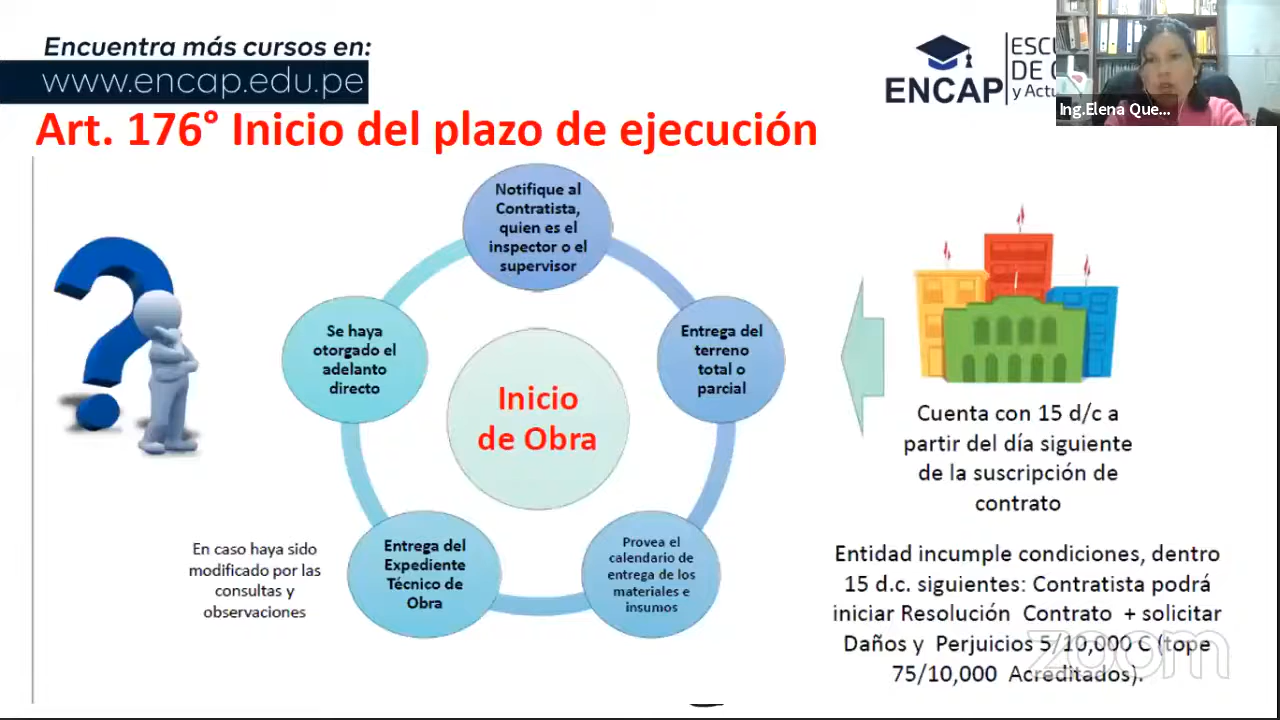 Encuentra más cursos en:
www.encap.edu.pe
ENCAP
ESCU
DE C
y Actu
Ing.Elena Que...
Art. 176° Inicio del plazo de ejecución
Notifique al
Contratista,
quien es el
inspector o el
supervisor
Se haya
otorgado el
adelanto
directo
Entrega del
terreno
total o
parcial
Inicio
de Obra
Entrega del
Expediente
Técnico de
Obra
Provea el
calendario de
entrega de los
materiales e
insumos
En caso haya sido
modificado por las
consultas y
observaciones
Cuenta con 15 d/c a
partir del día siguiente
de la suscripción de
contrato
Entidad incumple condiciones, dentro
15 d.c. siguientes: Contratista podrá
iniciar Resolución Contrato + solicitar
Daños y Perjuicios 5/10,000 C (tope
75/10,000 Acreditados).
zoom